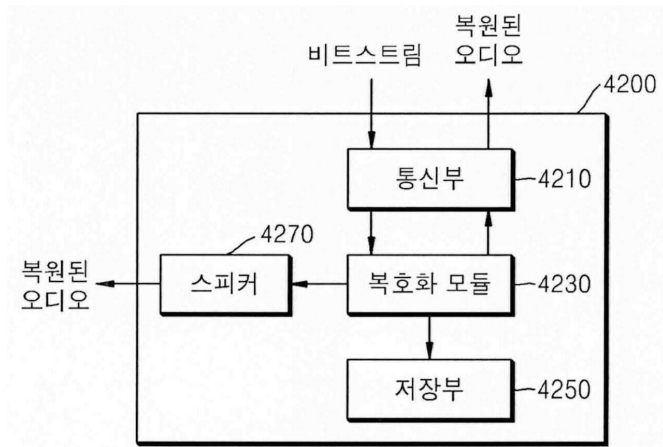 비트스트림
복원된
오디오
4200
통신부
4210
4270
복원된
오디오
스피커
복호화 모듈
4230
저장부
4250